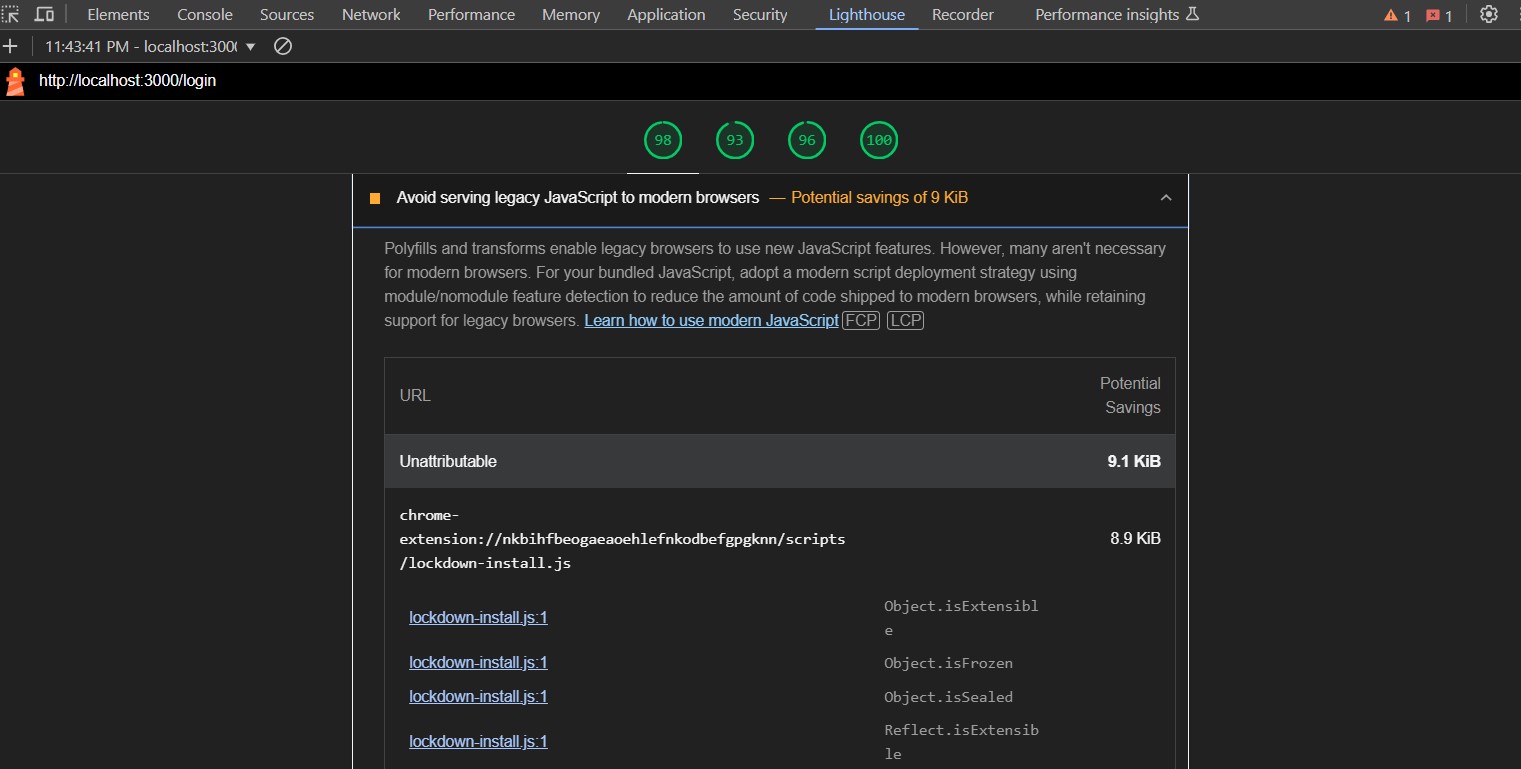 Elements Console Sources Network Performance Memory Application Security Lighthouse Recorder Performance insights 1 1
11:43:41 PM - localhost:3000
http://localhost:3000/login
98 93 96 100
Avoid serving legacy JavaScript to modern browsers — Potential savings of 9 KiB
Polyfills and transforms enable legacy browsers to use new JavaScript features. However, many aren't necessary
for modern browsers. For your bundled JavaScript, adopt a modern script deployment strategy using
module/nomodule feature detection to reduce the amount of code shipped to modern browsers, while retaining
support for legacy browsers. Learn how to use modern JavaScript FCP LCP
URL
Potential
Savings
Unattributable 9.1 KiB
chrome-
extension://nkbihfbeogaeaoehlefnkodbefgpgknn/scripts
/lockdown-install.js
8.9 KiB
lockdown-install.js:1
Object.isExtensibl
e
lockdown-install.js:1 Object.isFrozen
lockdown-install.js:1 Object.isSealed
lockdown-install.js:1
Reflect.isExtensib
le